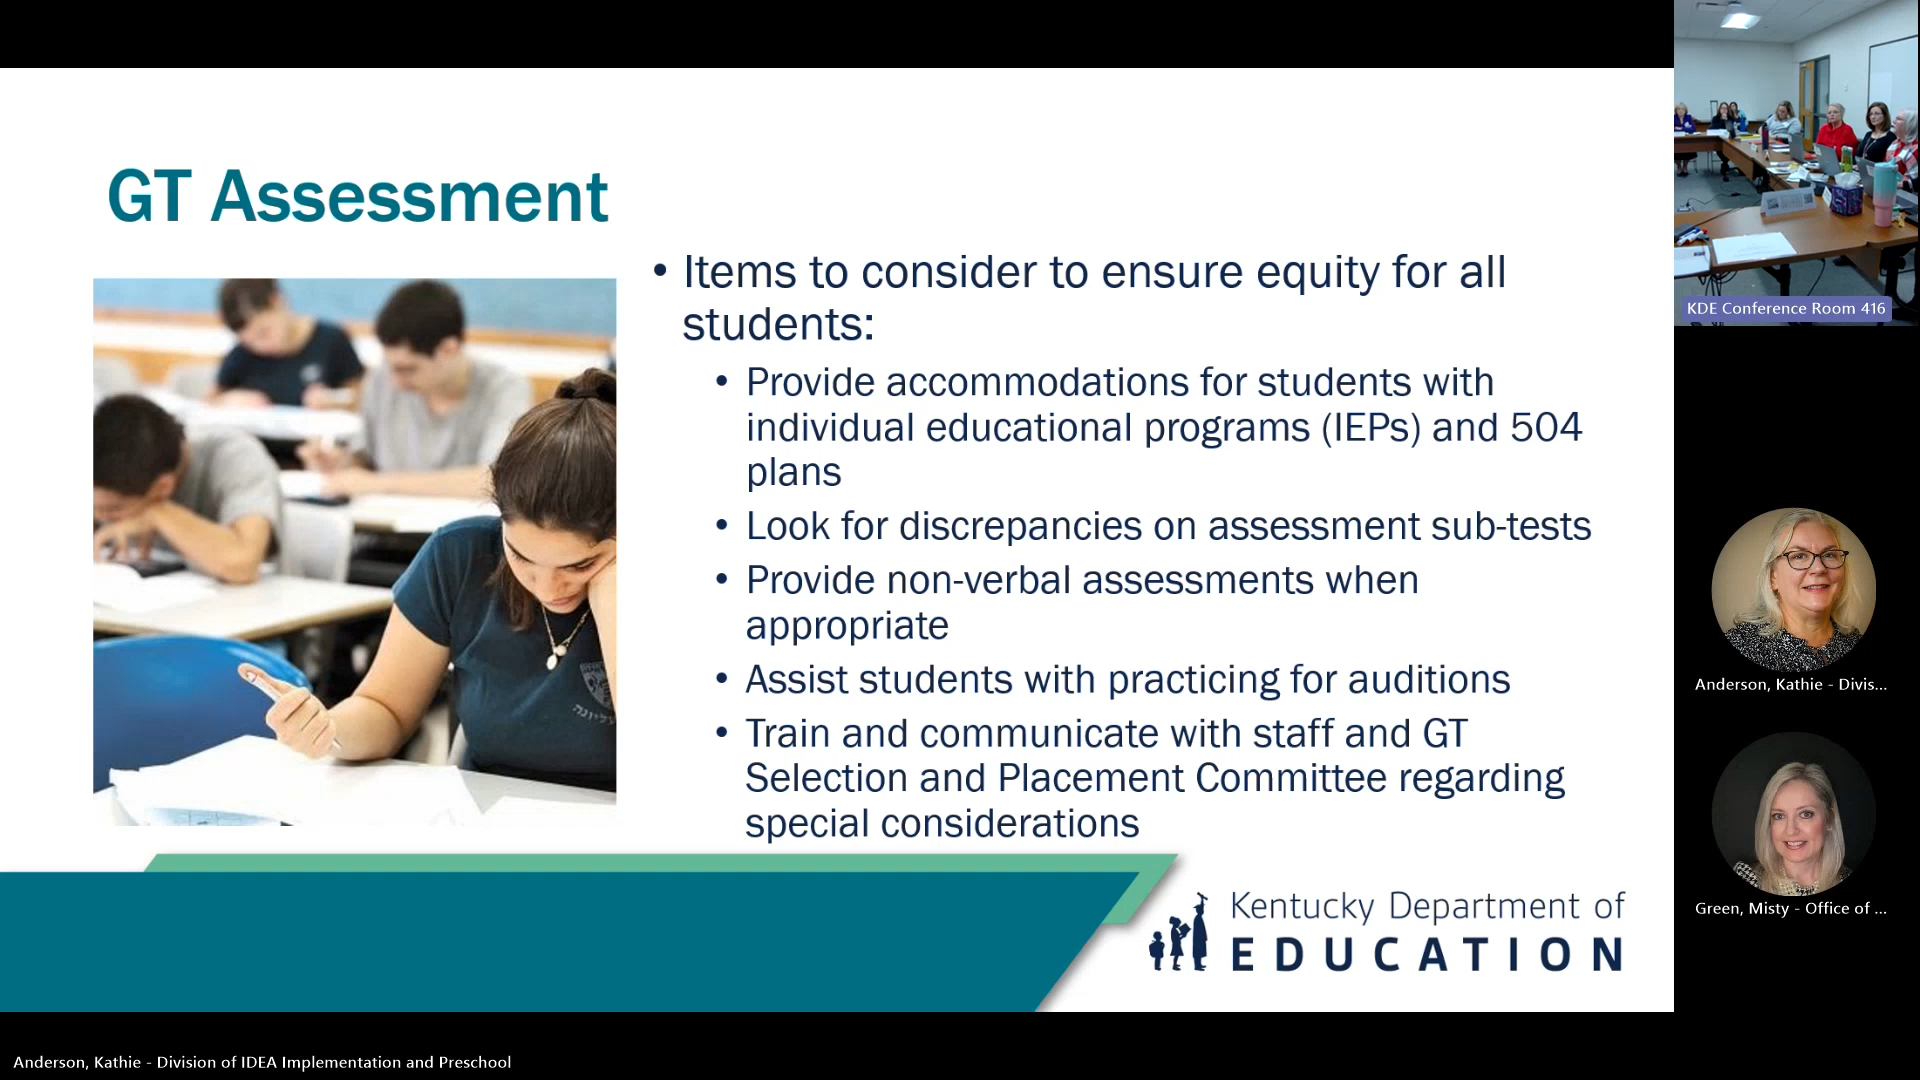 GT Assessment
• Items to consider to ensure equity for all
students:
• Provide accommodations for students with
individual educational programs (IEPs) and 504
plans
• Look for discrepancies on assessment sub-tests
• Provide non-verbal assessments when
appropriate
• Assist students with practicing for auditions
• Train and communicate with staff and GT
Selection and Placement Committee regarding
special considerations
Kentucky Department of
EDUCATION
KDE Conference Room 416
Anderson, Kathie - Divis...
Green, Misty - Office of ...
Anderson, Kathie - Division of IDEA Implementation and Preschool